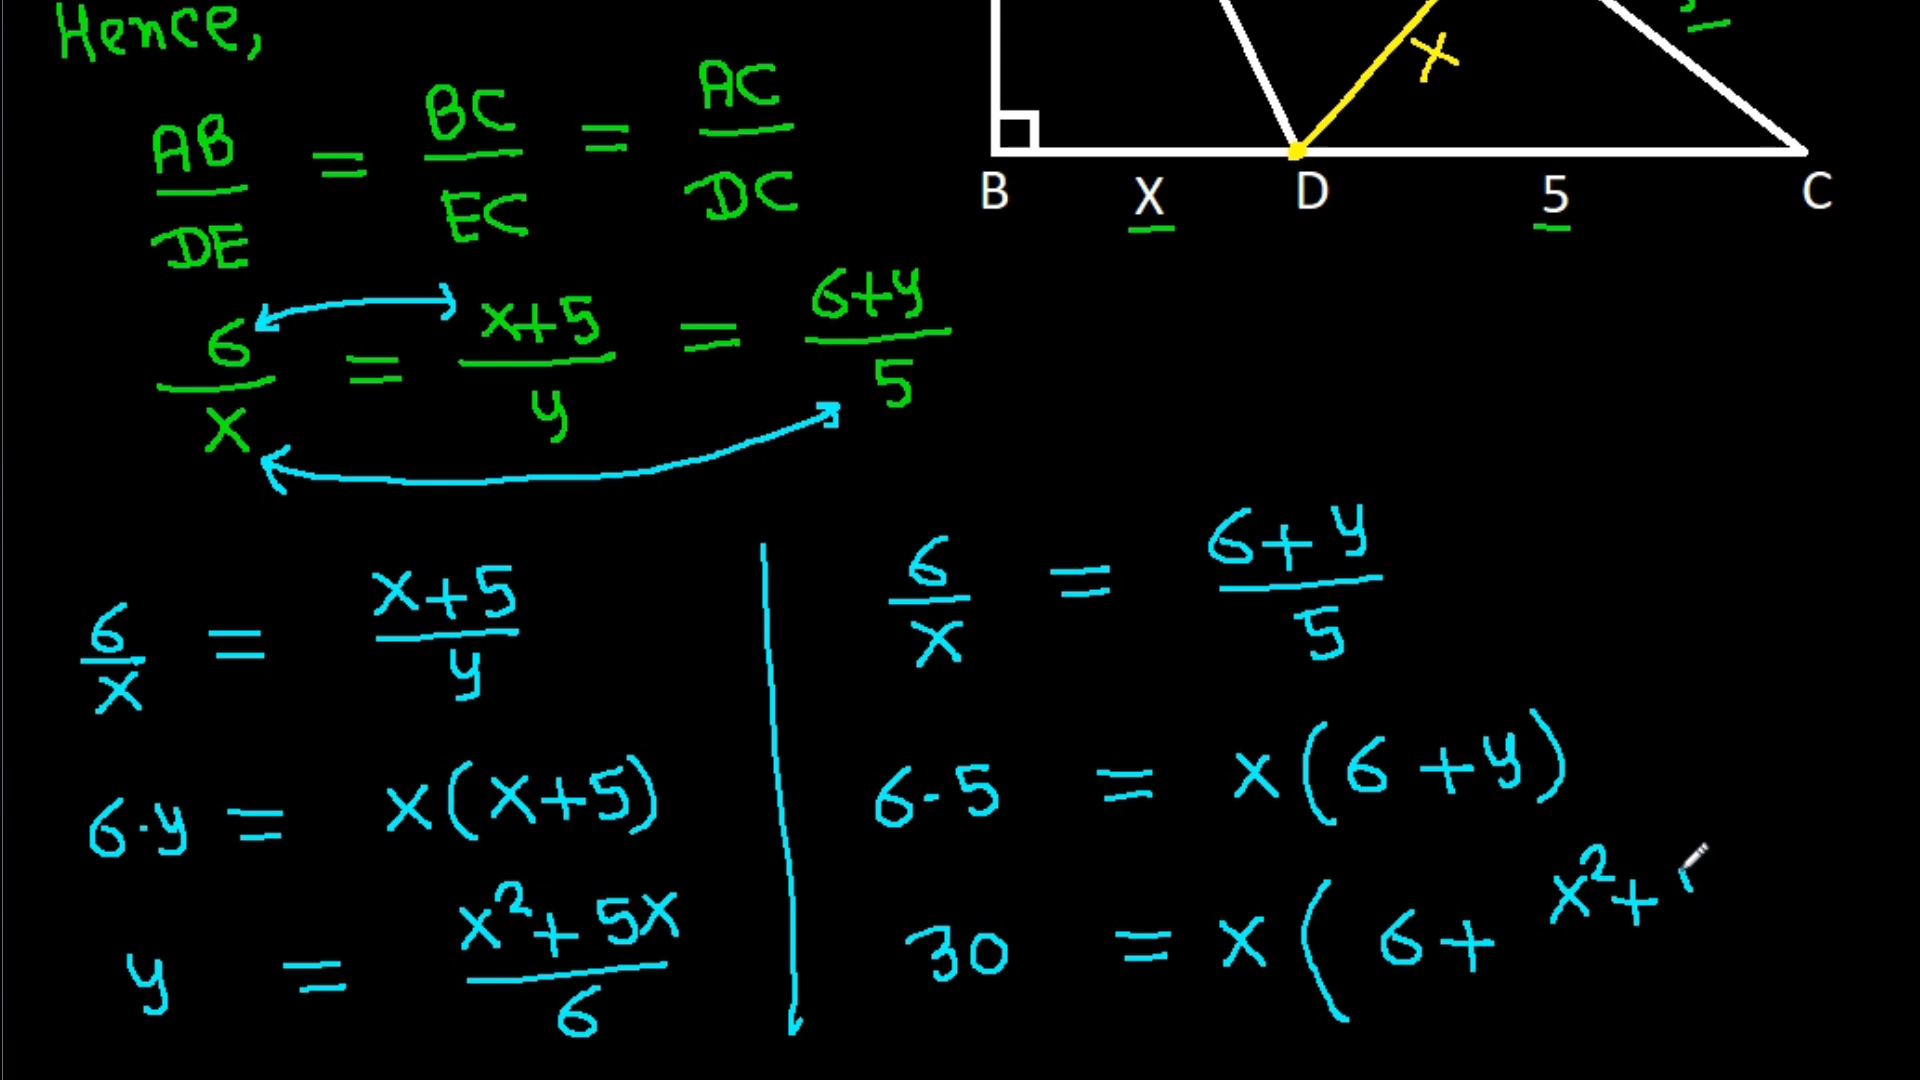 Hence,
AB/DE = BC/EC = AC/DC
6/x = x+5/y = 6+y/5
x
B X D 5 C
6/x = x+5/y
6·y = x(x+5)
y = x²+5x/6
6/x = 6+y/5
6·5 = x(6+y)
30 = x(6+ x²+